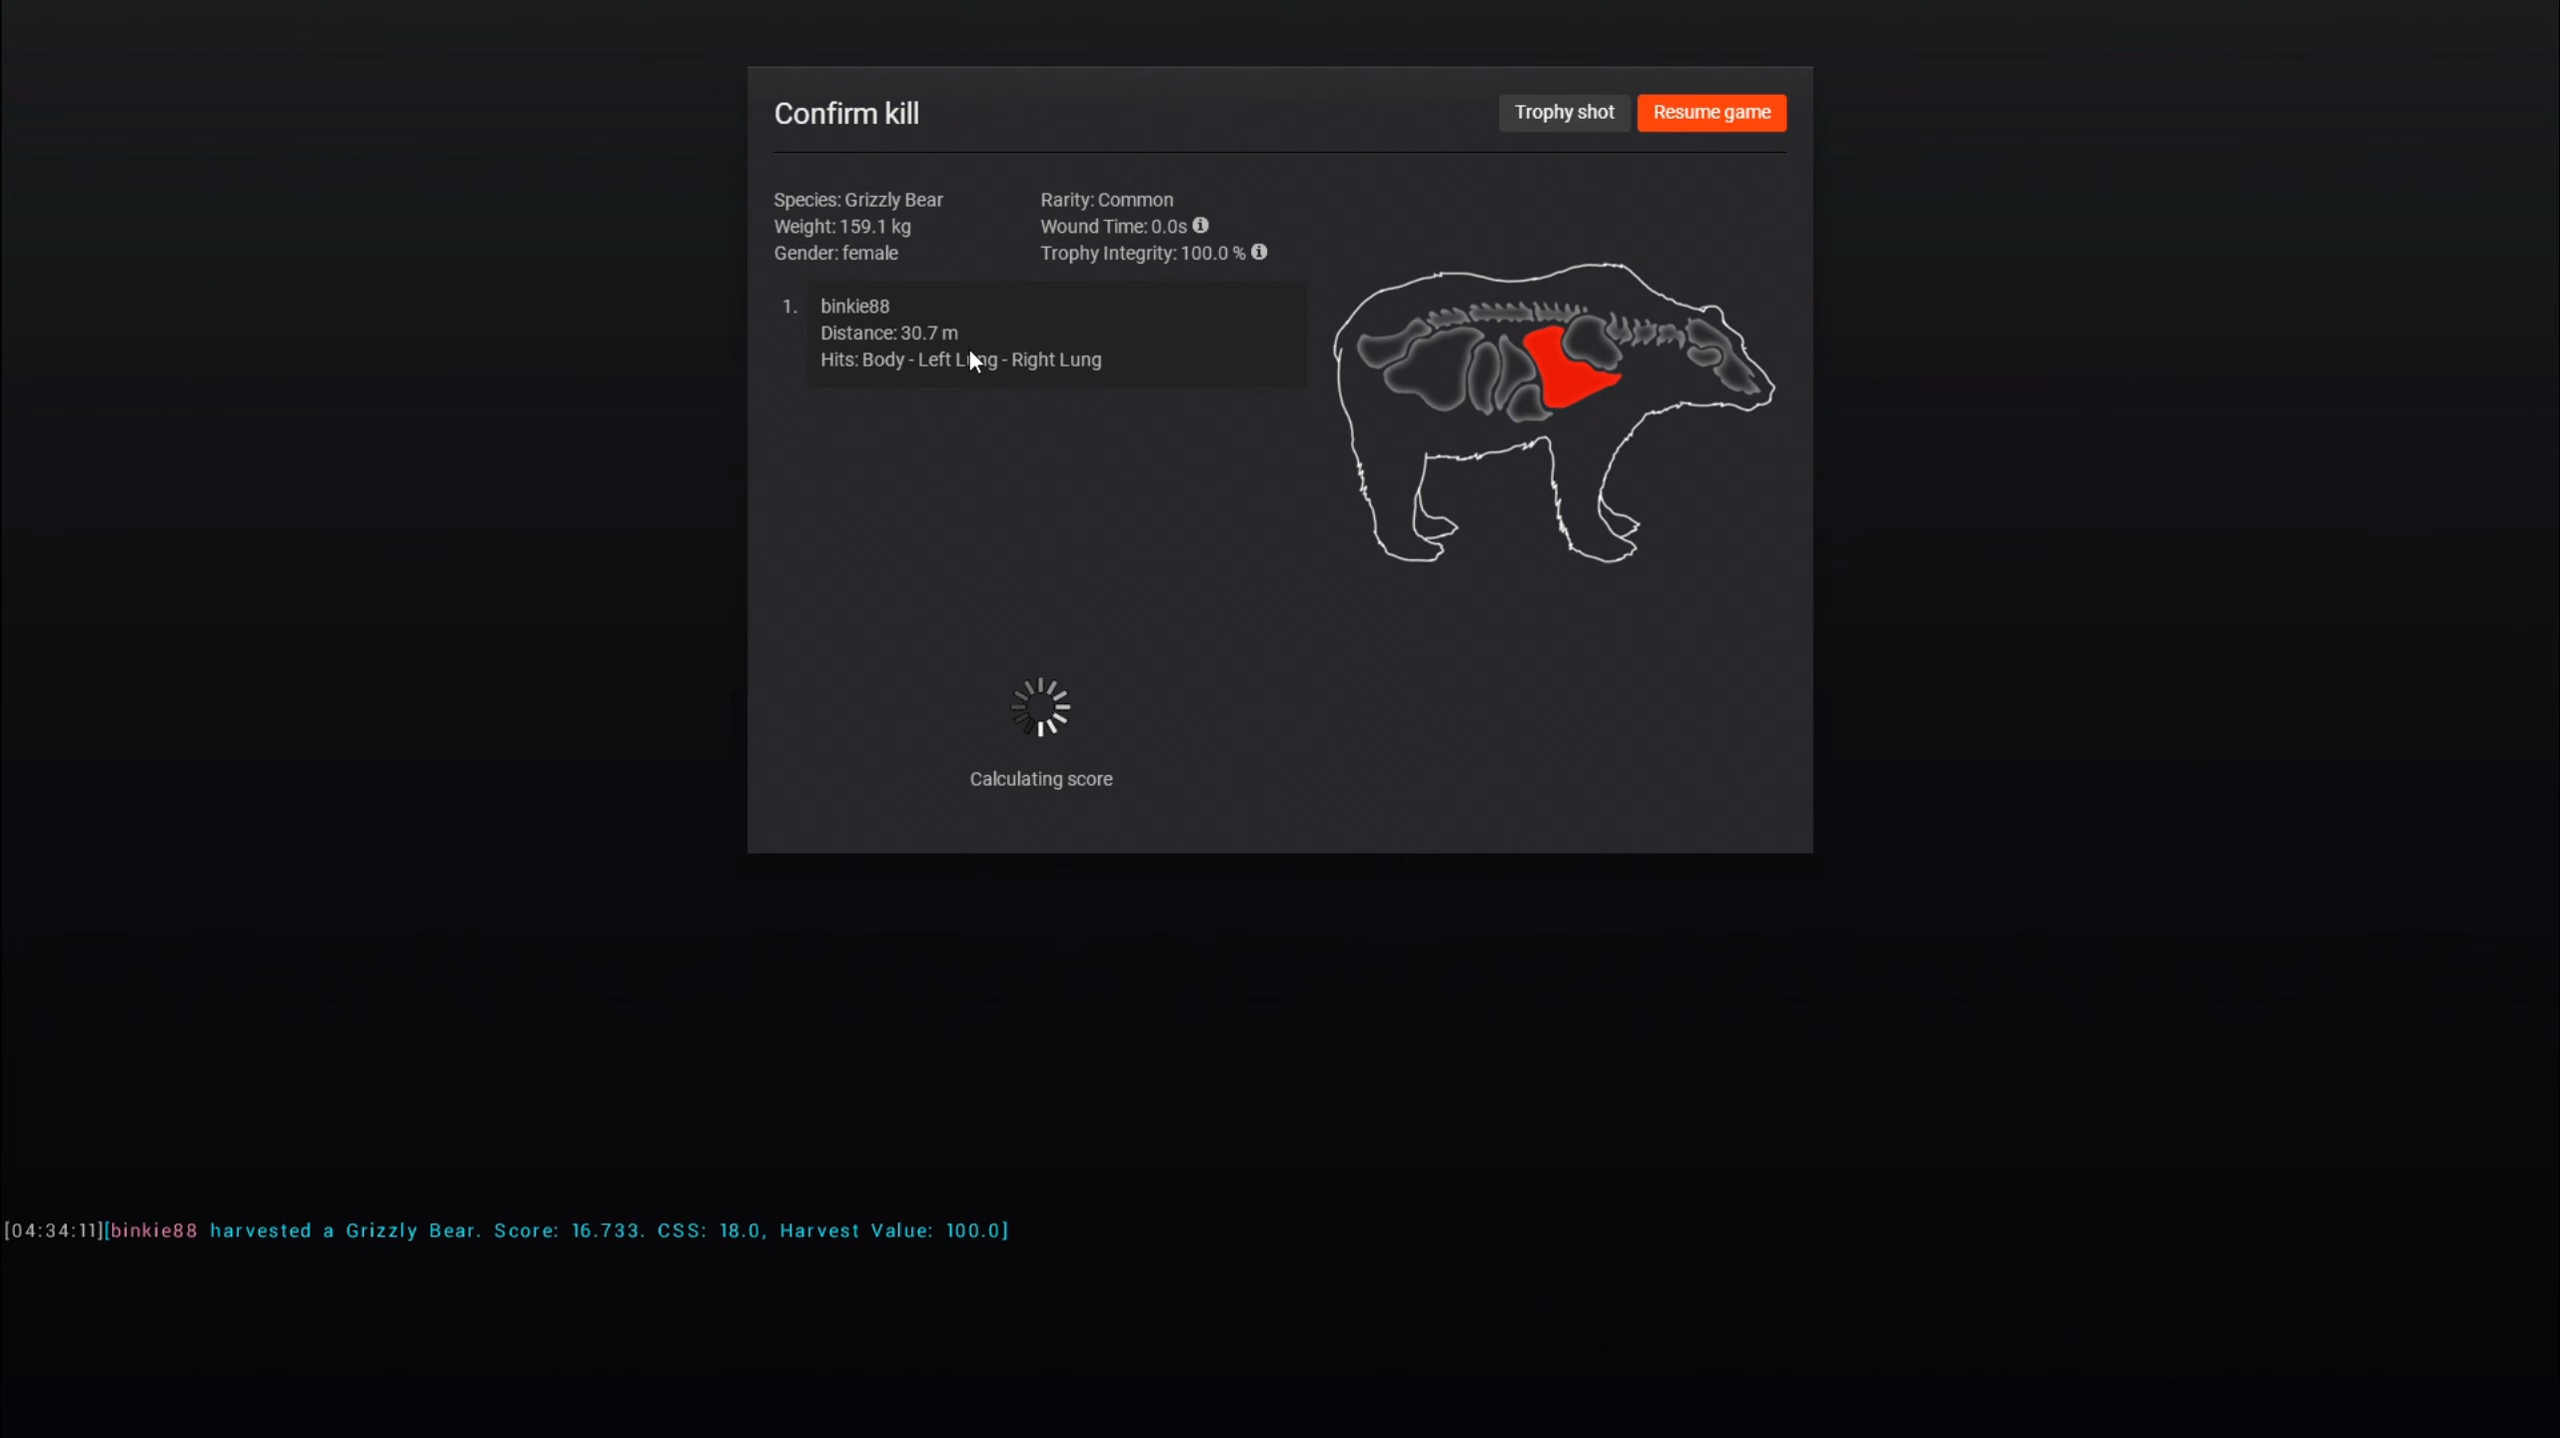 Confirm kill
Trophy shot
Resume game
Species: Grizzly Bear
Weight: 159.1 kg
Gender: female
Rarity: Common
Wound Time: 0.0s
Trophy Integrity: 100.0 %
1.
binkie88
Distance: 30.7 m
Hits: Body - Left Lung - Right Lung
Calculating score
[04:34:11][binkie88 harvested a Grizzly Bear. Score: 16.733. CSS: 18.0, Harvest Value: 100.0]